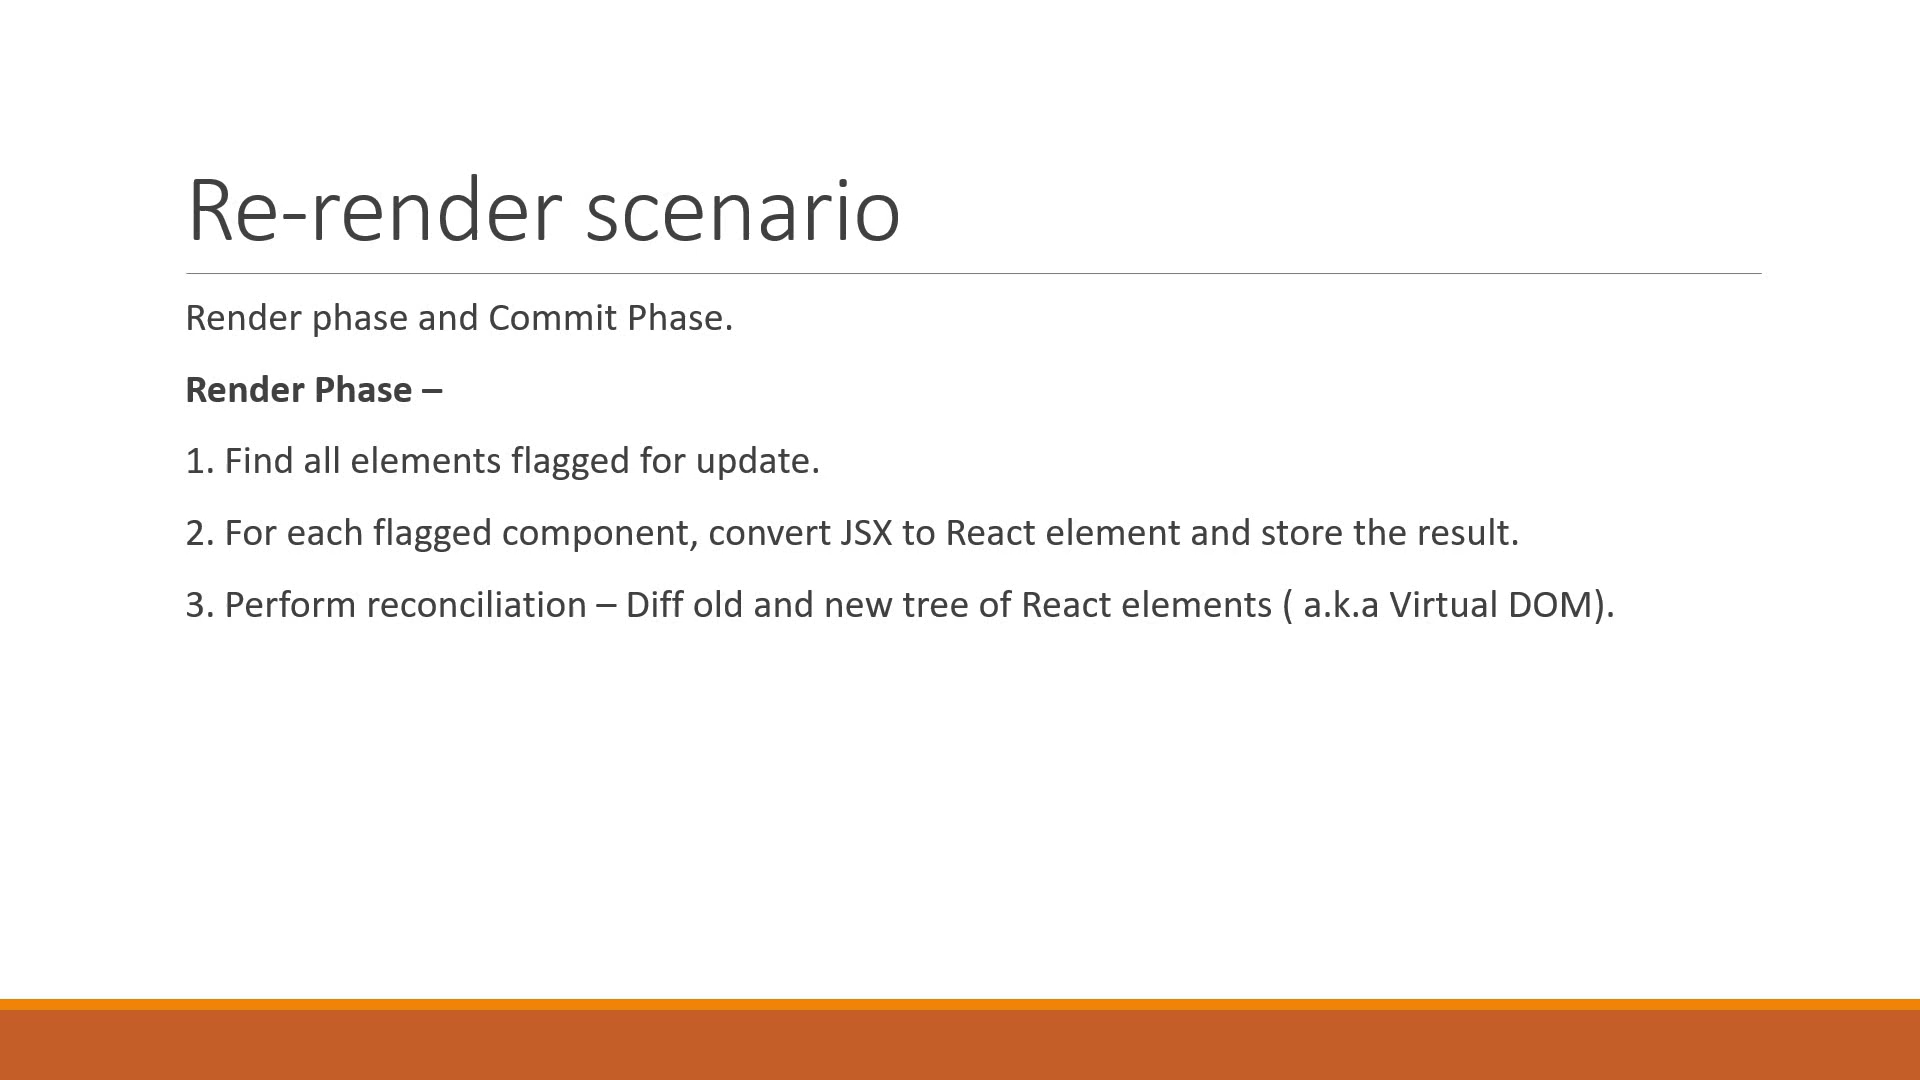 Re-render scenario
Render phase and Commit Phase.
Render Phase –
1. Find all elements flagged for update.
2. For each flagged component, convert JSX to React element and store the result.
3. Perform reconciliation – Diff old and new tree of React elements ( a.k.a Virtual DOM).